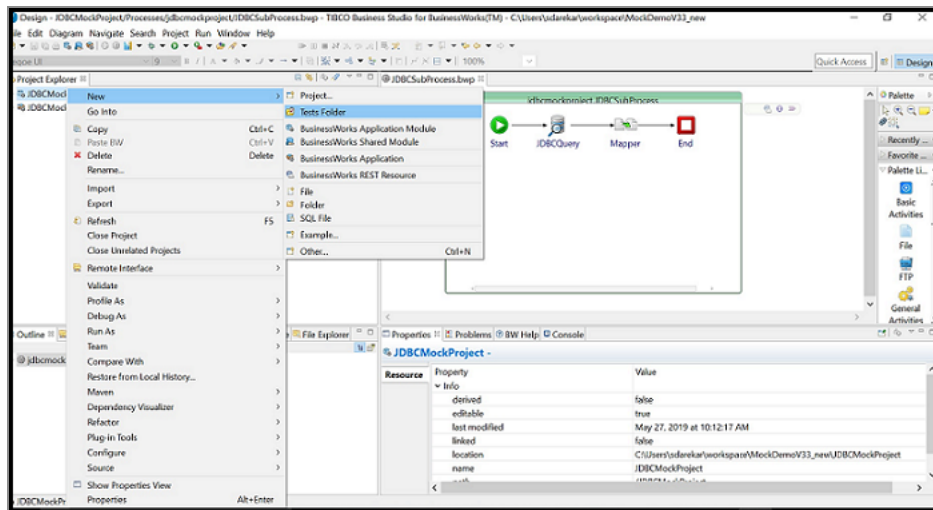 Design - JDBCMockProject/Processes/jdbcmockproject/JDBCSubProcess.bwp - TIBCO Business Studio for BusinessWorks(TM) - C:\Users\sdarekar\workspace\MockDemoV33_new
File Edit Diagram Navigate Search Project Run Window Help
100%
Quick Access
Design
Project Explorer
JDBCMod
JDBCMod
New
Go Into
Copy Ctrl+C
Paste BW Ctrl+V
Delete Delete
Rename...
Import
Export
Refresh F5
Close Project
Close Unrelated Projects
Remote Interface
Validate
Profile As
Debug As
Run As
Team
Compare With
Restore from Local History...
Maven
Dependency Visualizer
Refactor
Plug-in Tools
Configure
Source
Show Properties View
Properties Alt+Enter
Project...
Tests Folder
BusinessWorks Application Module
BusinessWorks Shared Module
BusinessWorks Application
BusinessWorks REST Resource
File
Folder
SQL File
Example...
Other... Ctrl+N
JDBCSubProcess.bwp
jdbcmockproject.JDBCSubProcess
Start
JDBCQuery
Mapper
End
Palette
Recently ...
Favorite ...
Palette Li...
Basic
Activities
File
FTP
General
Activities
Outline
jdbcmock
File Explorer
Properties
Problems
BW Help
Console
JDBCMockProject -
Resource
Property Value
Info
derived false
editable true
last modified May 27, 2019 at 10:12:17 AM
linked false
location C:\Users\sdarekar\workspace\MockDemoV33_new\JDBCMockProject
name JDBCMockProject
JDBCMockPr